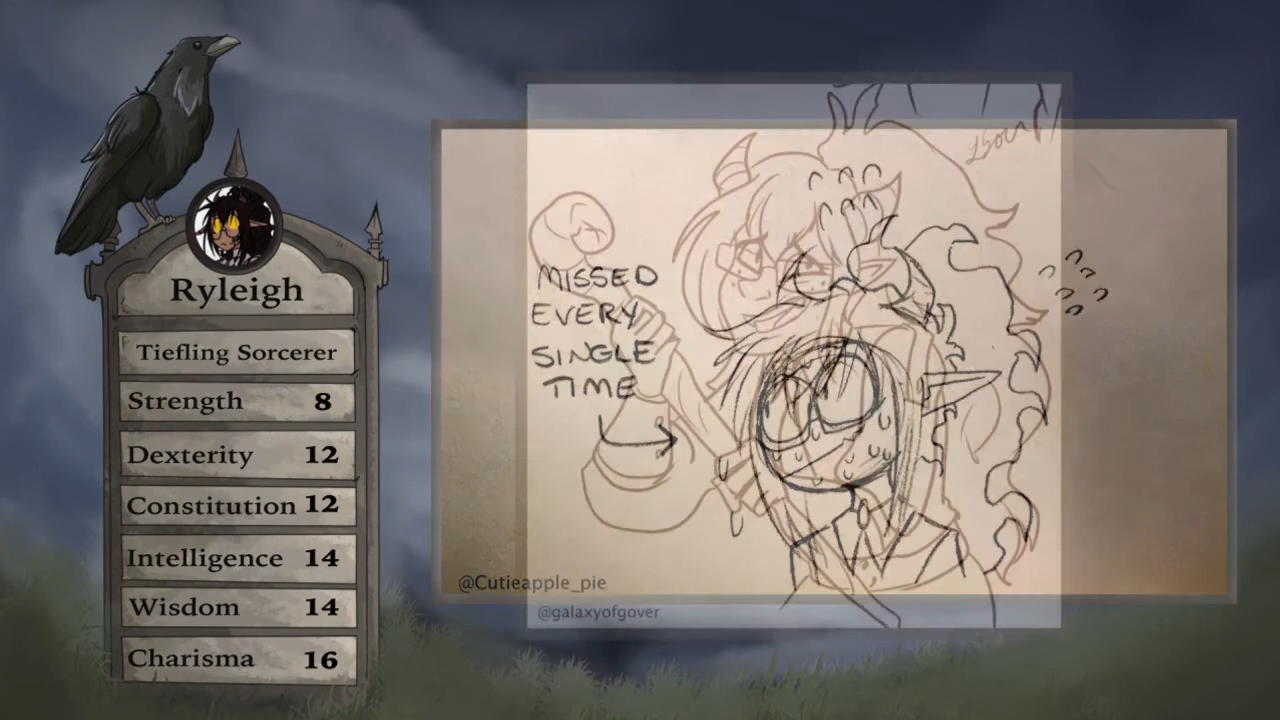 Ryleigh
Tiefling Sorcerer
Strength 8
Dexterity 12
Constitution 12
Intelligence 14
Wisdom 14
Charisma 16
MISSED
EVERY
SINGLE
TIME
@Cutieapple_pie
@galaxyofgover